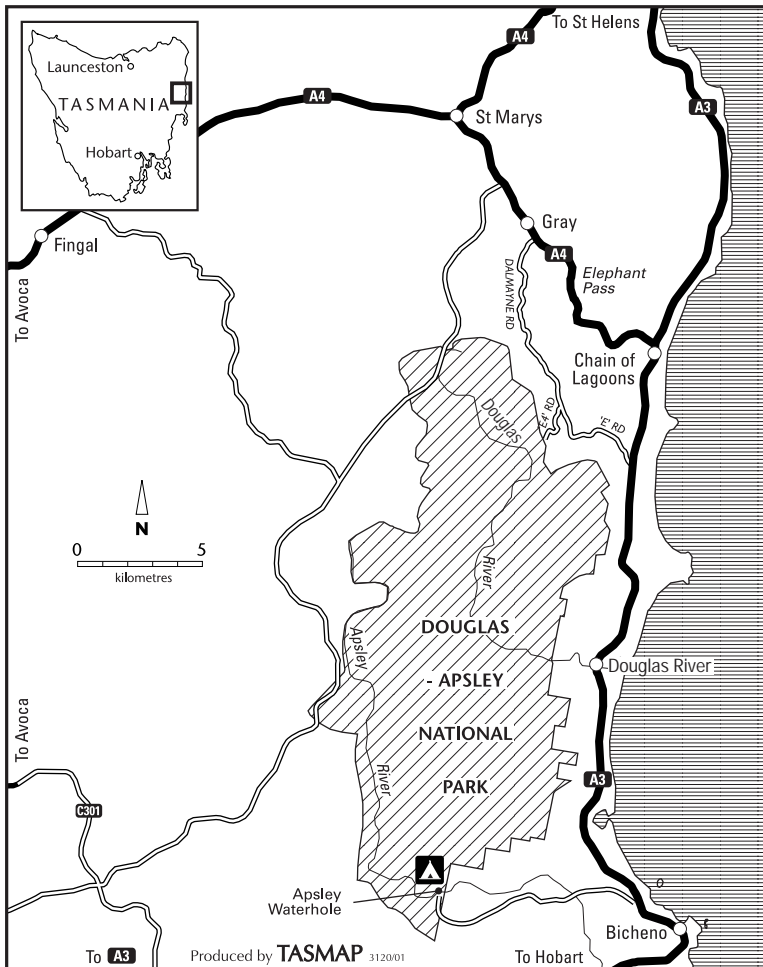 To St Helens
A4
A4
A3
Launceston
TASMANIA
Hobart
St Marys
Gray
Fingal
A4
DALMAYNE RD
Elephant
Pass
To Avoca
Chain of
Lagoons
'E4' RD
'E' RD
Douglas
River
N
0 5
kilometres
DOUGLAS
- APSLEY
NATIONAL
PARK
Apsley
River
Douglas River
To Avoca
A3
C301
Apsley
Waterhole
Bicheno
To A3
Produced by TASMAP 3120/01
To Hobart